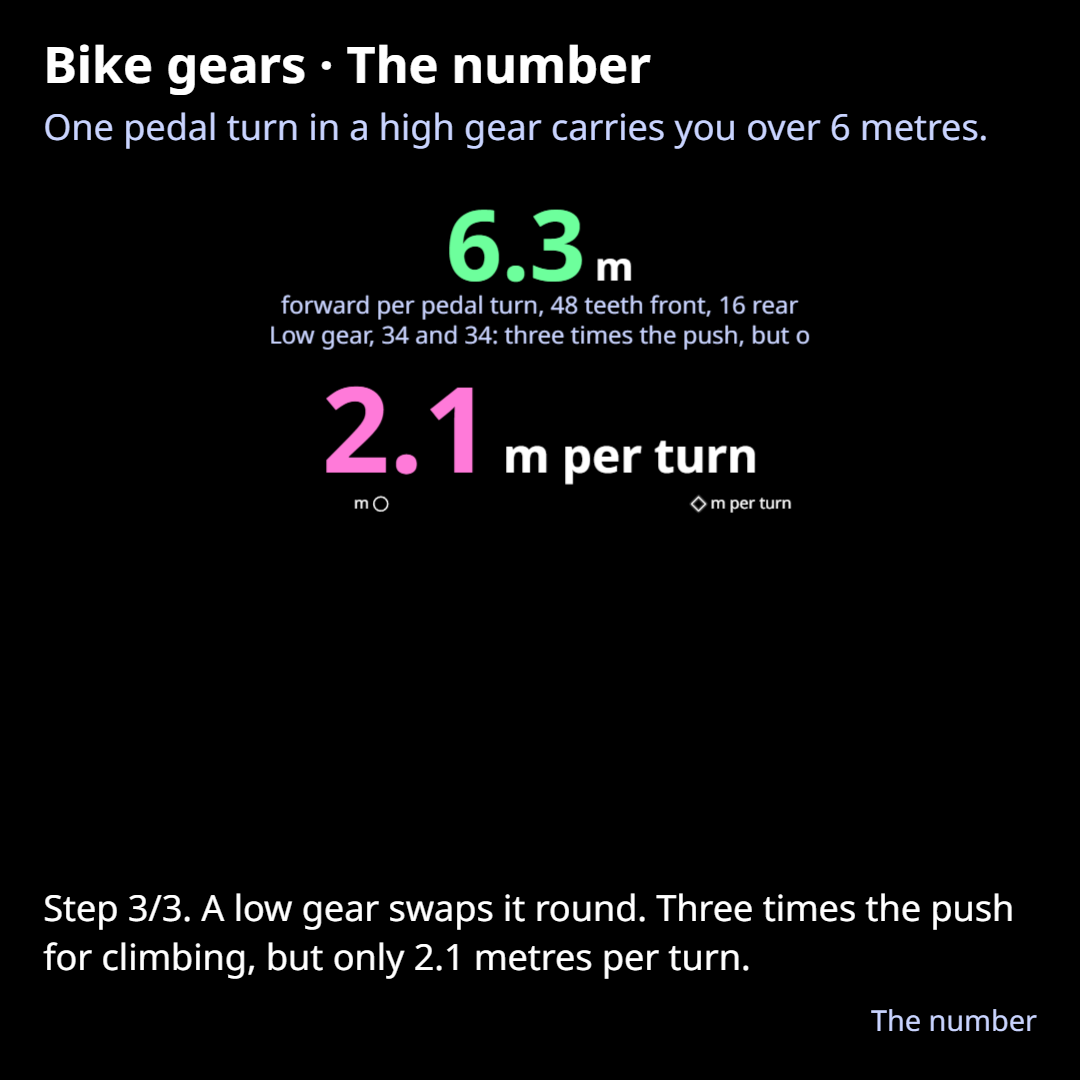 Bike gears · The number
One pedal turn in a high gear carries you over 6 metres.
6.3 m
forward per pedal turn, 48 teeth front, 16 rear
Low gear, 34 and 34: three times the push, but o
2.1 m per turn
m
m per turn
Step 3/3. A low gear swaps it round. Three times the push
for climbing, but only 2.1 metres per turn.
The number